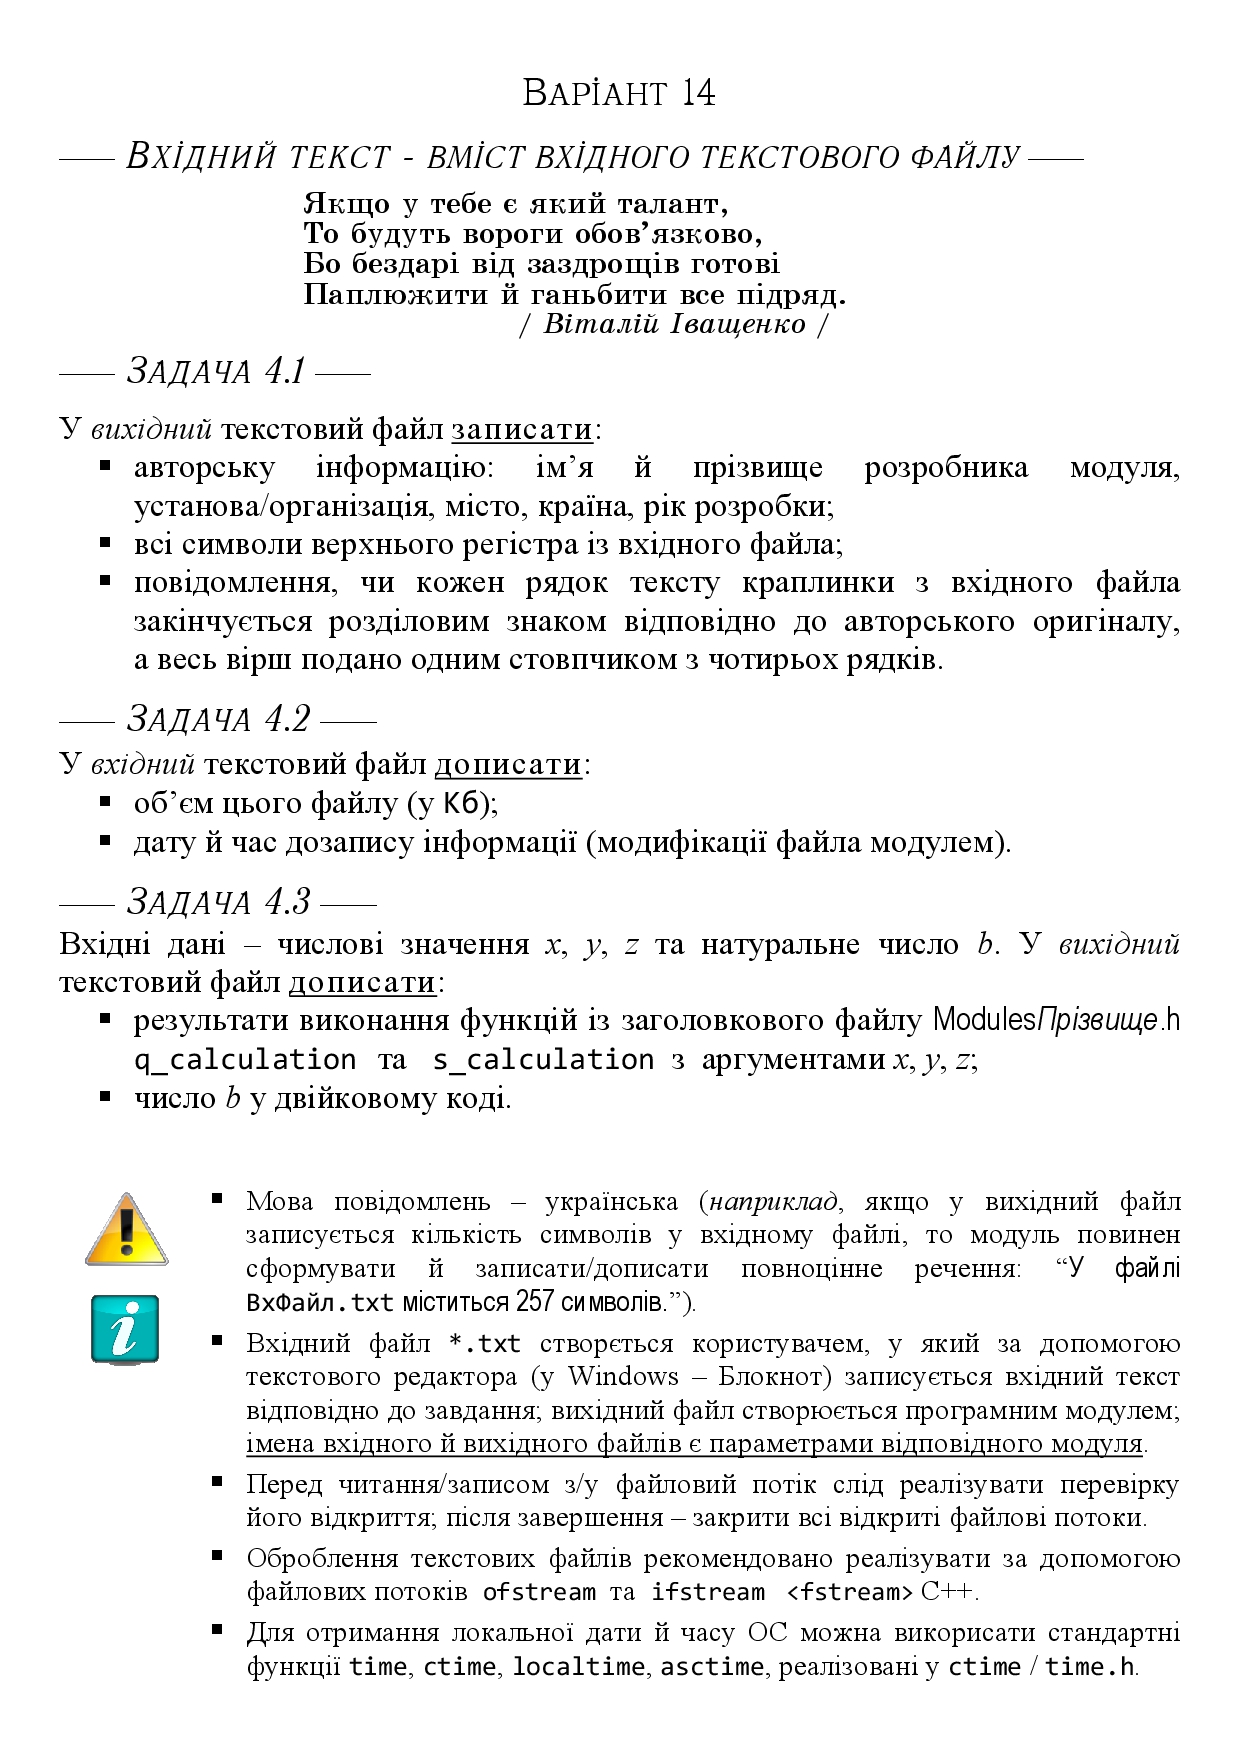 Варіант 14
Вхідний текст - вміст вхідного текстового файлу
Якщо у тебе є який талант,
То будуть вороги обов’язково,
Бо бездарі від заздрощів готові
Паплюжити й ганьбити все підряд.
/ Віталій Іващенко /
Задача 4.1
У вихідний текстовий файл записати:
▪ авторську інформацію: ім’я й прізвище розробника модуля,
установа/організація, місто, країна, рік розробки;
▪ всі символи верхнього регістра із вхідного файла;
▪ повідомлення, чи кожен рядок тексту краплинки з вхідного файла
закінчується розділовим знаком відповідно до авторського оригіналу,
а весь вірш подано одним стовпчиком з чотирьох рядків.
Задача 4.2
У вхідний текстовий файл дописати:
▪ об’єм цього файлу (у Кб);
▪ дату й час дозапису інформації (модифікації файла модулем).
Задача 4.3
Вхідні дані – числові значення x, y, z та натуральне число b. У вихідний
текстовий файл дописати:
▪ результати виконання функцій із заголовкового файлу ModulesПрізвище.h
q_calculation та s_calculation з аргументами x, y, z;
▪ число b у двійковому коді.
▪ Мова повідомлень – українська (наприклад, якщо у вихідний файл
записується кількість символів у вхідному файлі, то модуль повинен
сформувати й записати/дописати повноцінне речення: “У файлі
ВхФайл.txt міститься 257 символів.”).
▪ Вхідний файл *.txt створється користувачем, у який за допомогою
текстового редактора (у Windows – Блокнот) записується вхідний текст
відповідно до завдання; вихідний файл створюється програмним модулем;
імена вхідного й вихідного файлів є параметрами відповідного модуля.
▪ Перед читання/записом з/у файловий потік слід реалізувати перевірку
його відкриття; після завершення – закрити всі відкриті файлові потоки.
▪ Оброблення текстових файлів рекомендовано реалізувати за допомогою
файлових потоків ofstream та ifstream <fstream> С++.
▪ Для отримання локальної дати й часу ОС можна використати стандартні
функції time, ctime, localtime, asctime, реалізовані у ctime / time.h.